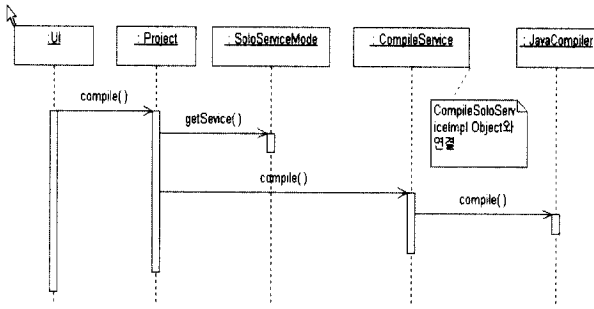 : UI
: Project
: SoloServiceMode
: CompileService
: JavaCompiler
compile( )
getSevice( )
CompileSoloServ
iceImpl Object와
연결
compile( )
compile( )